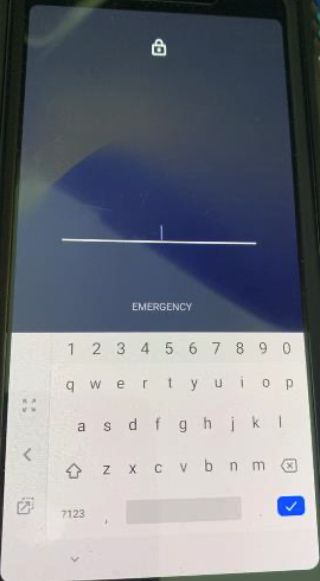 EMERGENCY
1 2 3 4 5 6 7 8 9 0
q w e r t y u i o p
a s d f g h j k l
z x c v b n m
?123 , .